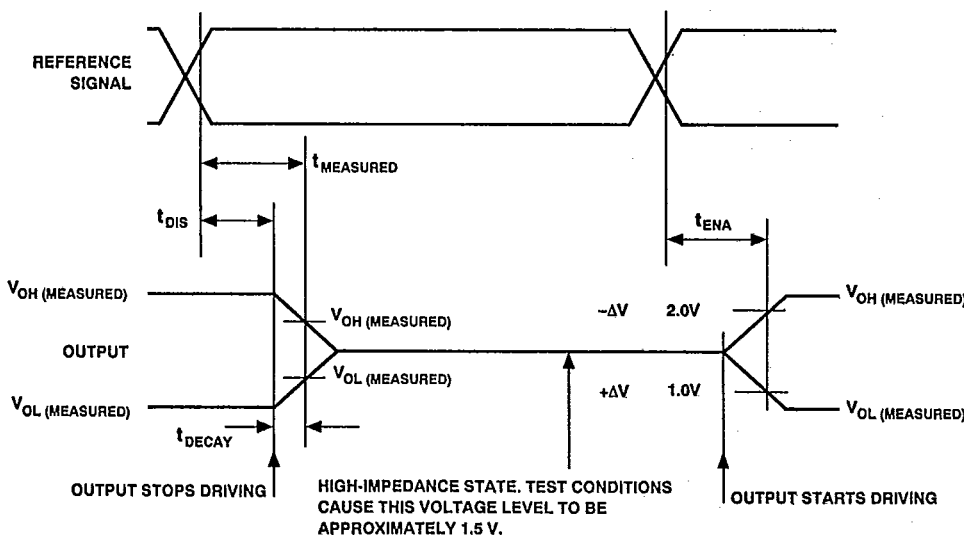 REFERENCE
SIGNAL
tMEASURED
tDIS
tENA
VOH (MEASURED)
VOH (MEASURED)
−ΔV 2.0V
VOH (MEASURED)
OUTPUT
VOL (MEASURED)
+ΔV 1.0V
VOL (MEASURED)
VOL (MEASURED)
tDECAY
OUTPUT STOPS DRIVING
HIGH-IMPEDANCE STATE. TEST CONDITIONS
CAUSE THIS VOLTAGE LEVEL TO BE
APPROXIMATELY 1.5 V.
OUTPUT STARTS DRIVING